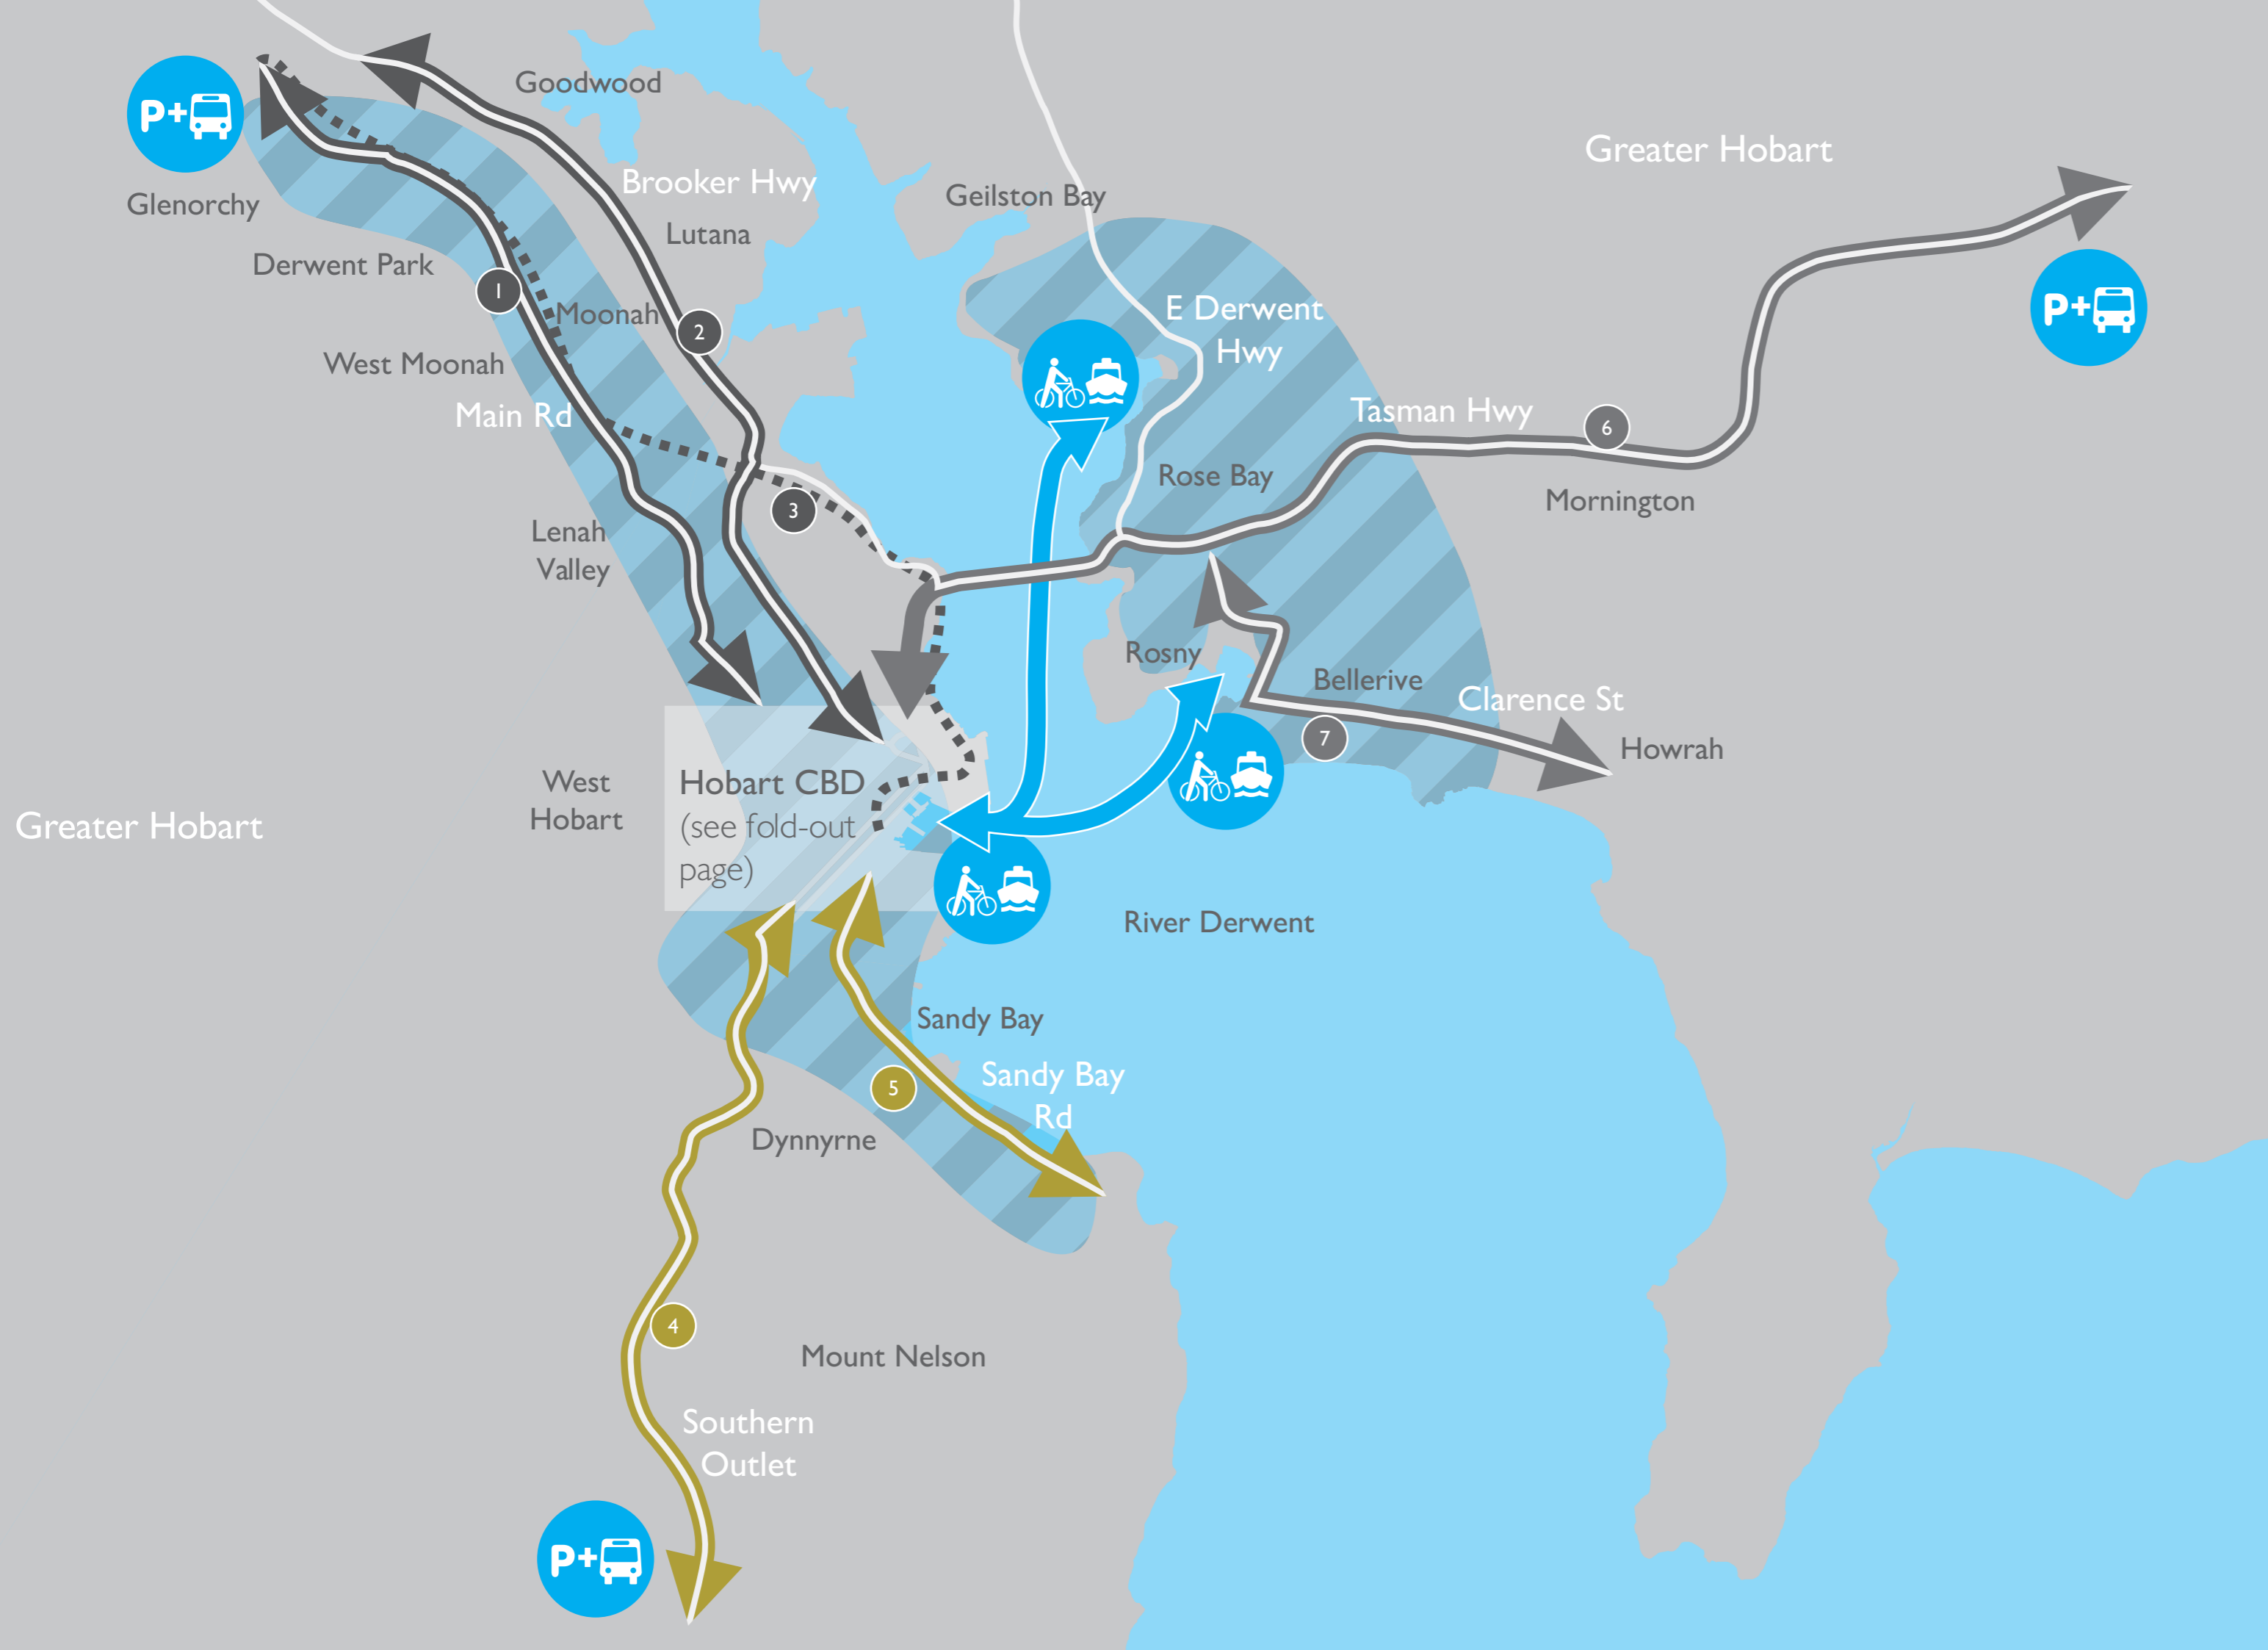 Goodwood
P+
Greater Hobart
Brooker Hwy
Geilston Bay
Glenorchy
Lutana
Derwent Park
1
Moonah
2
E Derwent
Hwy
P+
West Moonah
Main Rd
Tasman Hwy
6
Rose Bay
Mornington
3
Lenah
Valley
Rosny
Bellerive
Clarence St
7
Howrah
West
Hobart
Hobart CBD
(see fold-out
page)
Greater Hobart
River Derwent
Sandy Bay
Sandy Bay
Rd
5
Dynnyrne
4
Mount Nelson
Southern
Outlet
P+